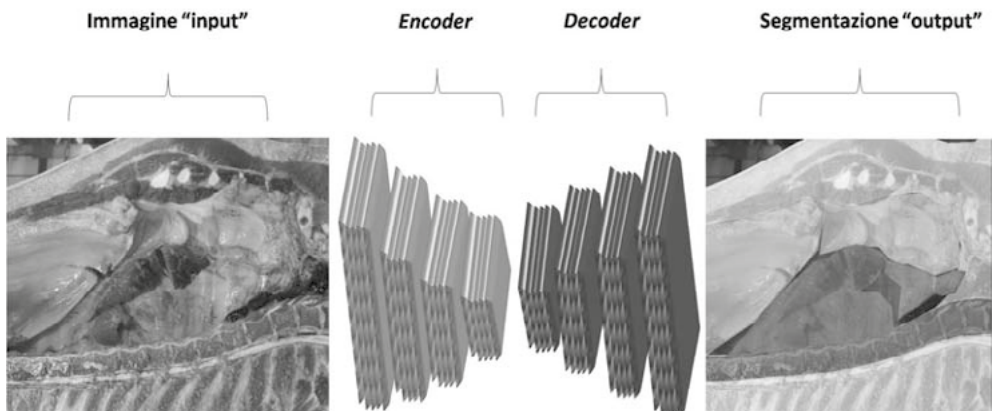 Immagine “input”
Encoder
Decoder
Segmentazione “output”